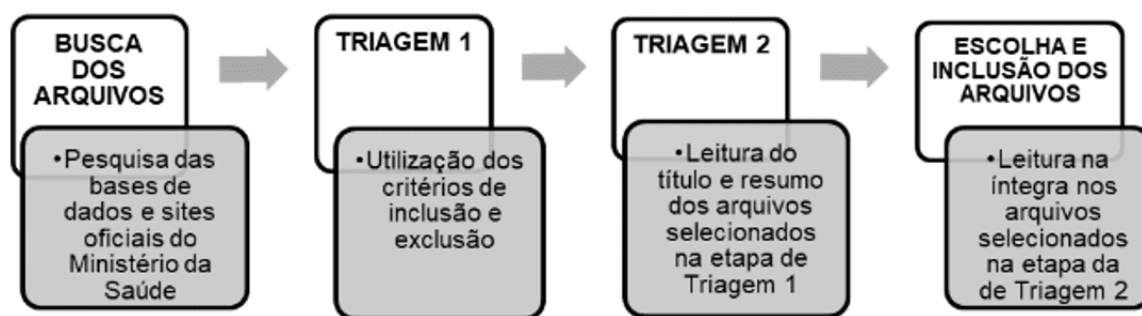 BUSCA
DOS
ARQUIVOS
•Pesquisa das
bases de
dados e sites
oficiais do
Ministério da
Saúde
TRIAGEM 1
•Utilização dos
critérios de
inclusão e
exclusão
TRIAGEM 2
•Leitura do
título e resumo
dos arquivos
selecionados
na etapa de
Triagem 1
ESCOLHA E
INCLUSÃO DOS
ARQUIVOS
•Leitura na
íntegra nos
arquivos
selecionados
na etapa da
de Triagem 2